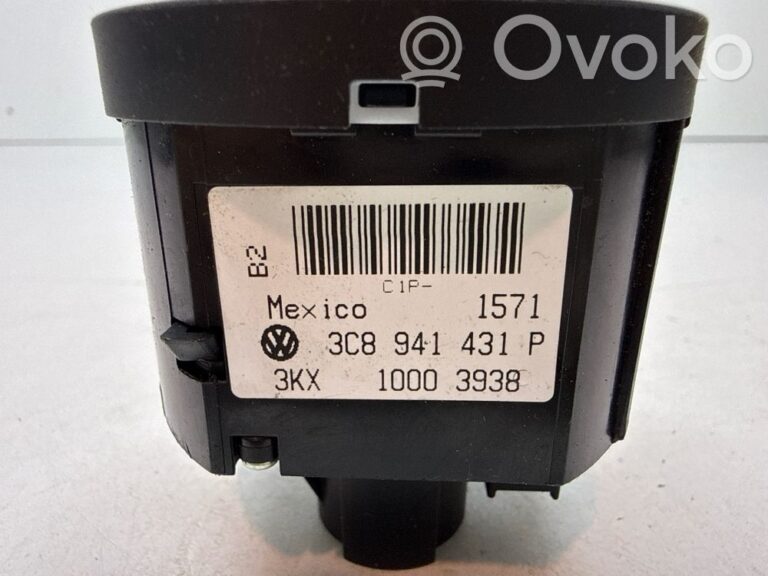 Ovoko
B2
C1P-
Mexico 1571
3C8 941 431 P
3KX 1000 3938